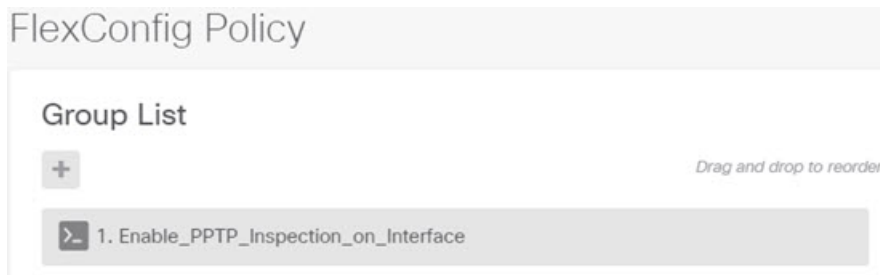 FlexConfig Policy
Group List
+
Drag and drop to reorder
>_ 1. Enable_PPTP_Inspection_on_Interface